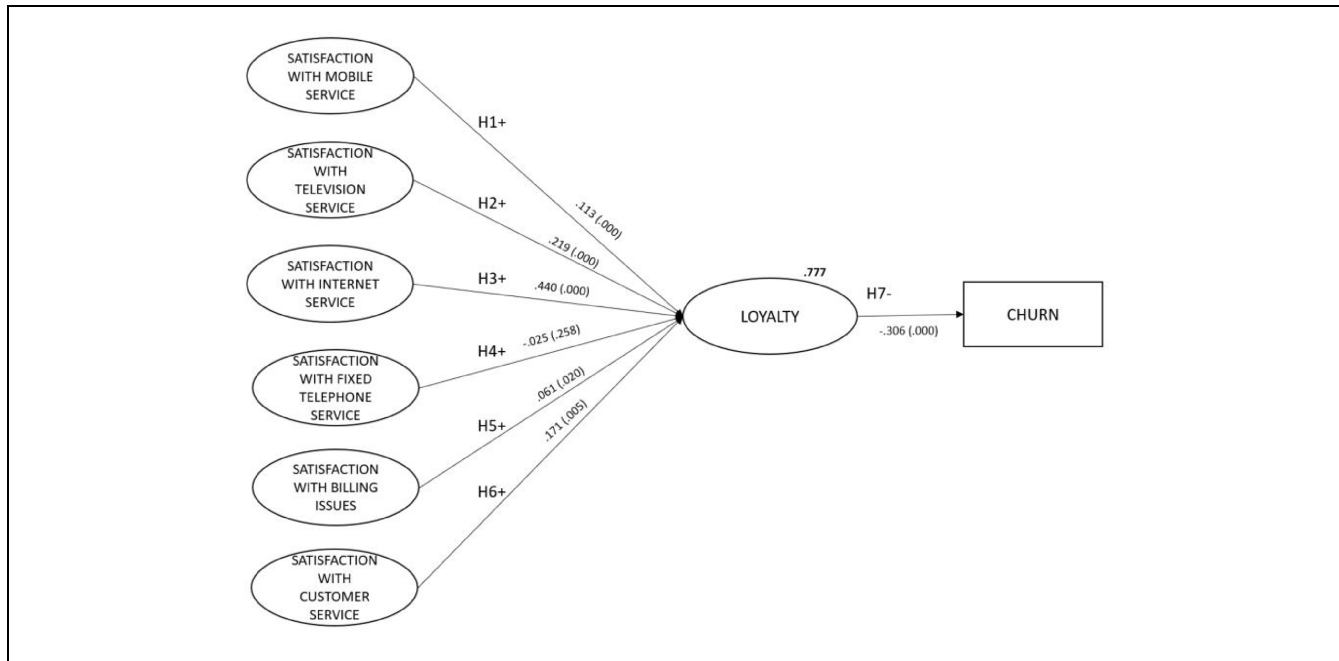 SATISFACTION
WITH MOBILE
SERVICE
H1+
.113 (.000)
SATISFACTION
WITH
TELEVISION
SERVICE
H2+
.219 (.000)
SATISFACTION
WITH INTERNET
SERVICE
H3+
.440 (.000)
.777
LOYALTY
H7-
-.306 (.000)
CHURN
SATISFACTION
WITH FIXED
TELEPHONE
SERVICE
H4+
-.025 (.258)
SATISFACTION
WITH BILLING
ISSUES
H5+
.061 (.020)
SATISFACTION
WITH
CUSTOMER
SERVICE
H6+
.171 (.005)